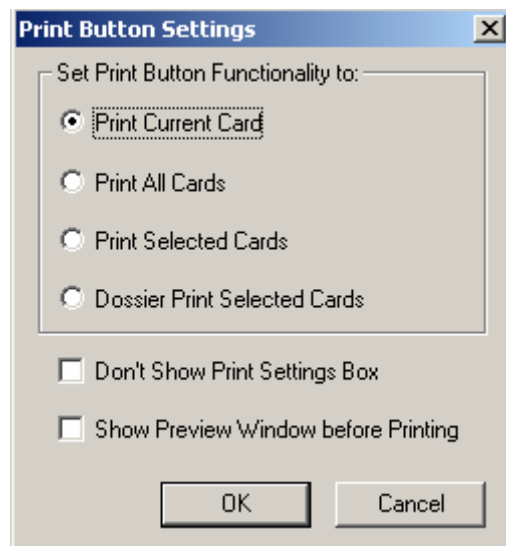 Print Button Settings
Set Print Button Functionality to:
Print Current Card
Print All Cards
Print Selected Cards
Dossier Print Selected Cards
Don't Show Print Settings Box
Show Preview Window before Printing
OK Cancel